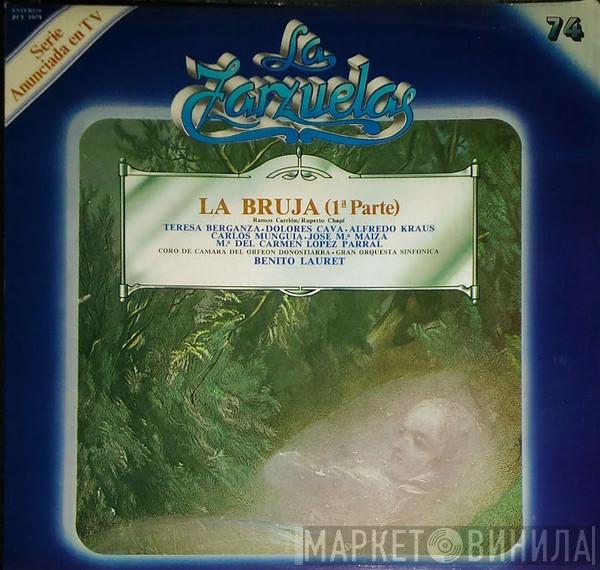 ESTEREO
Serie
Anunciada en TV
La
Zarzuelas
74
LA BRUJA (1ª Parte)
Ramos Carrión/Ruperto Chapí
TERESA BERGANZA · DOLORES CAVA · ALFREDO KRAUS
CARLOS MUNGUIA · JOSE Mª MAIZA
Mª DEL CARMEN LOPEZ PARRAL
CORO DE CAMARA DEL ORFEON DONOSTIARRA · GRAN ORQUESTA SINFONICA
BENITO LAURET
МАРКЕТ ВИНИЛА